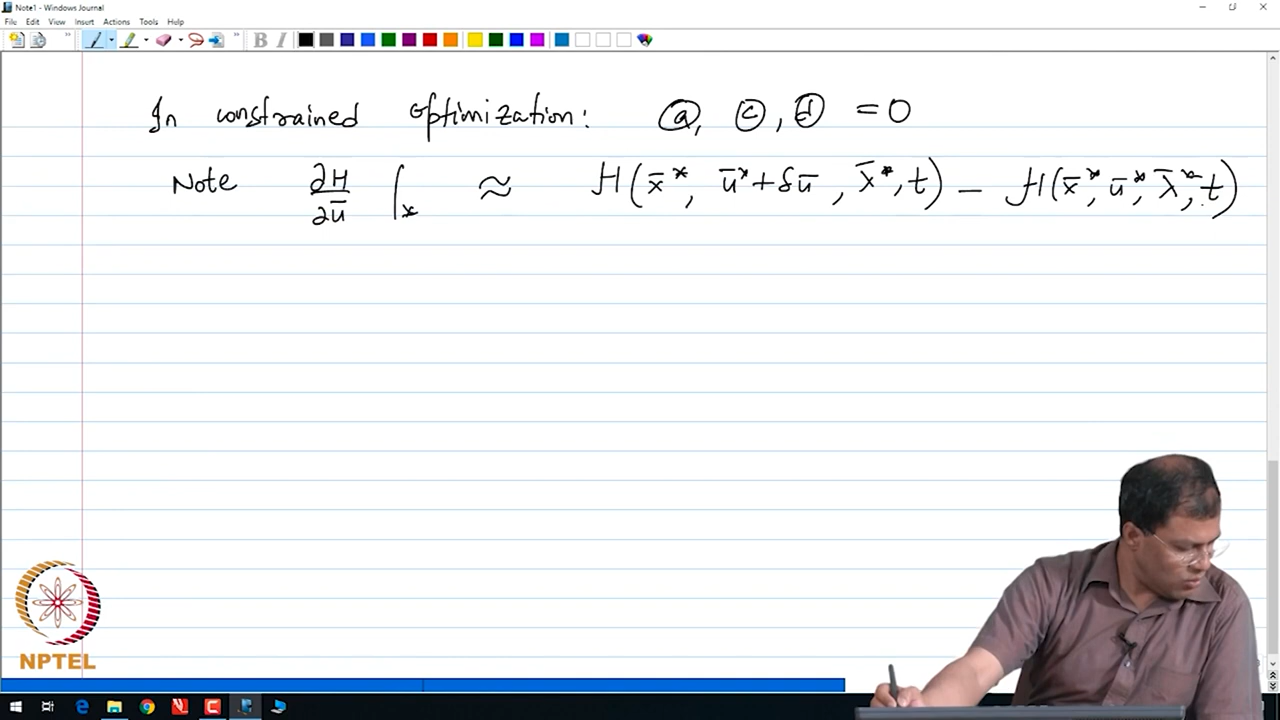 Note1 - Windows Journal
File Edit View Insert Actions Tools Help
B I
In constrained optimization: ⓐ, ⓒ, ⓓ = 0
Note ∂H/∂ū |* ≈ H(x̄*, ū*+δū, λ̄*, t) – H(x̄*, ū*, λ̄*, t)
NPTEL